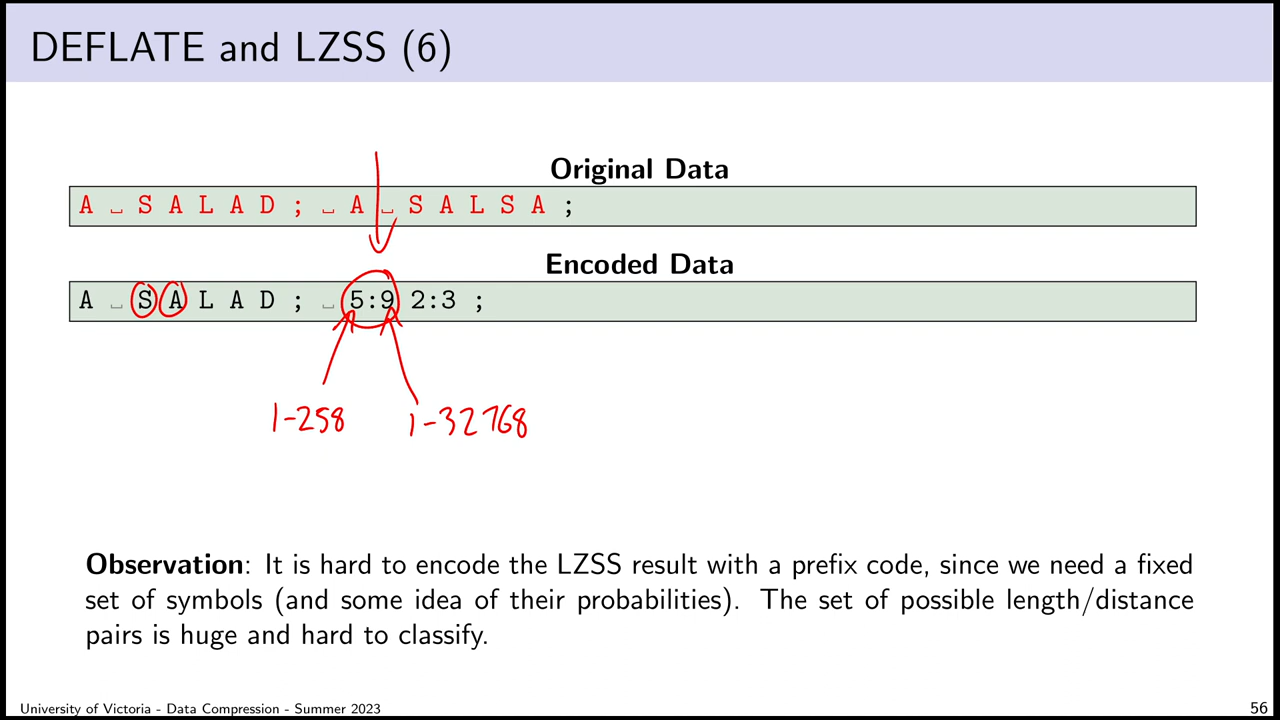 DEFLATE and LZSS (6)
Original Data
A ␣ S A L A D ; ␣ A ␣ S A L S A ;
Encoded Data
A ␣ S A L A D ; ␣ 5:9 2:3 ;
1-258 1-32768
Observation: It is hard to encode the LZSS result with a prefix code, since we need a fixed
set of symbols (and some idea of their probabilities). The set of possible length/distance
pairs is huge and hard to classify.
University of Victoria - Data Compression - Summer 2023 56